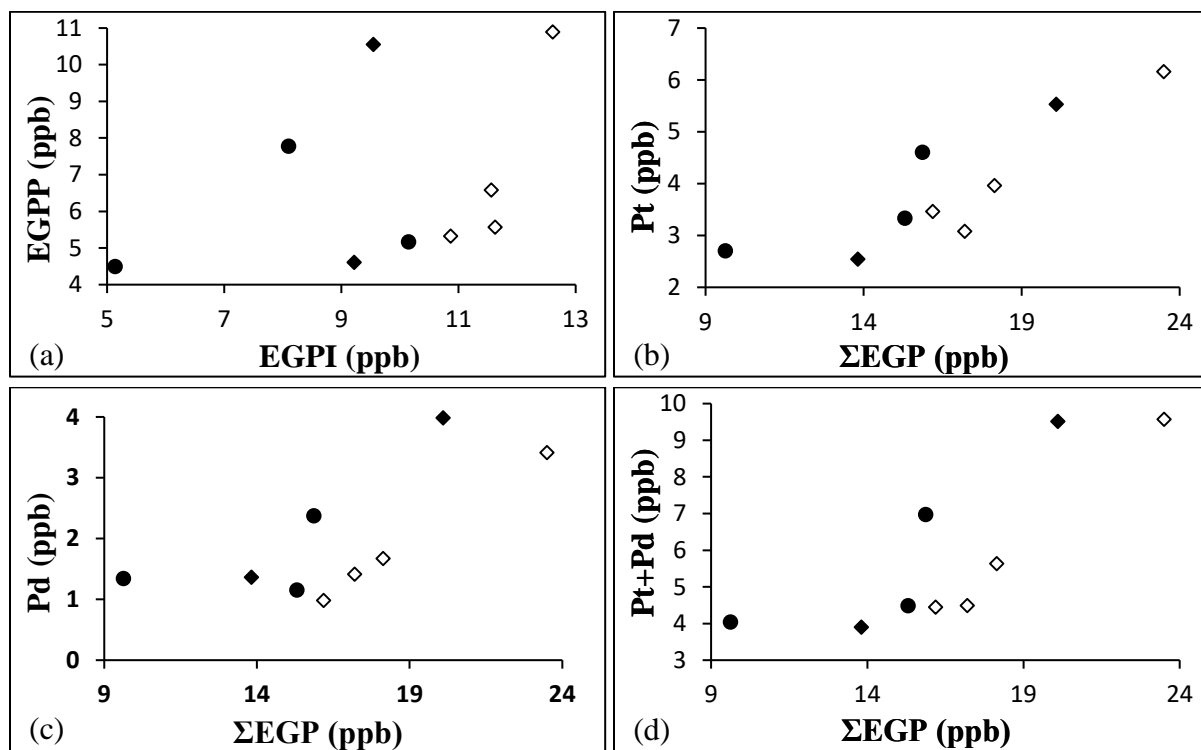 11
10
9
8
7
6
5
4
EGPP (ppb)
5 7 9 11 13
(a) EGPI (ppb)
7
6
5
4
3
2
Pt (ppb)
9 14 19 24
(b) ΣEGP (ppb)
4
3
2
1
0
Pd (ppb)
9 14 19 24
(c) ΣEGP (ppb)
10
9
8
7
6
5
4
3
Pt+Pd (ppb)
9 14 19 24
(d) ΣEGP (ppb)